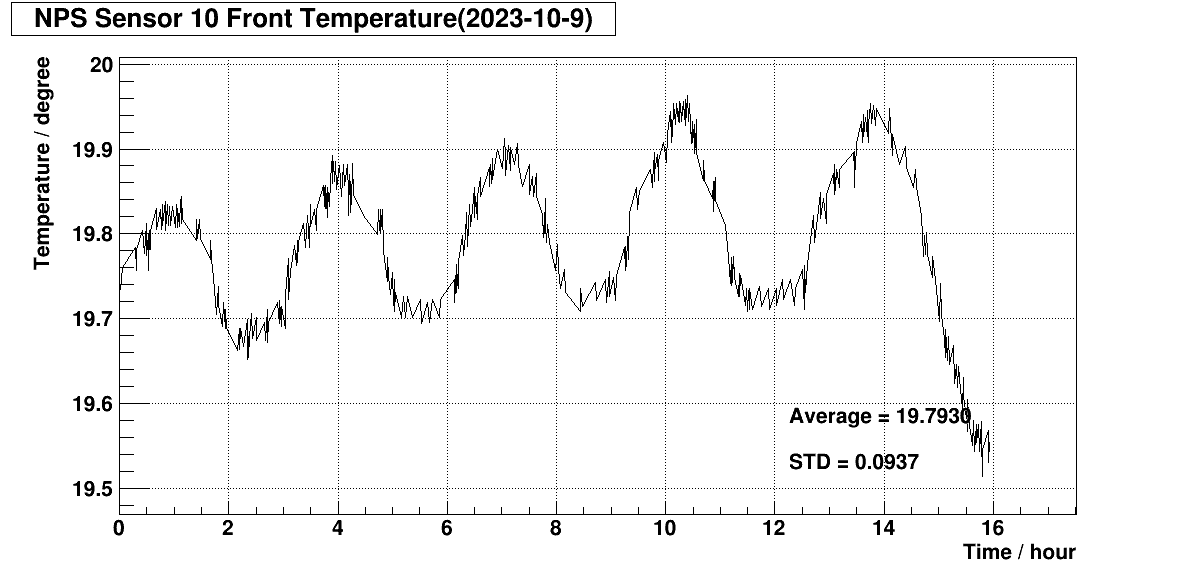 NPS Sensor 10 Front Temperature(2023-10-9)
Temperature / degree
20
19.9
19.8
19.7
19.6
19.5
Average = 19.7930
STD = 0.0937
0 2 4 6 8 10 12 14 16
Time / hour